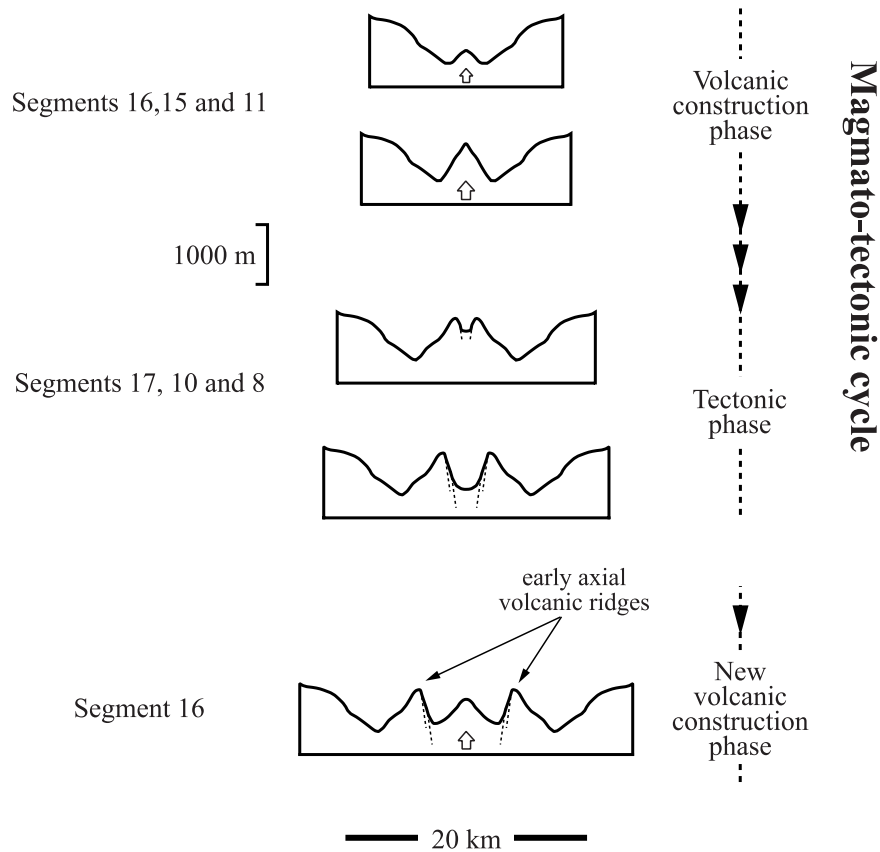 Segments 16,15 and 11
Volcanic
construction
phase
1000 m
Segments 17, 10 and 8
Tectonic
phase
early axial
volcanic ridges
Segment 16
New
volcanic
construction
phase
20 km
Magmato-tectonic cycle